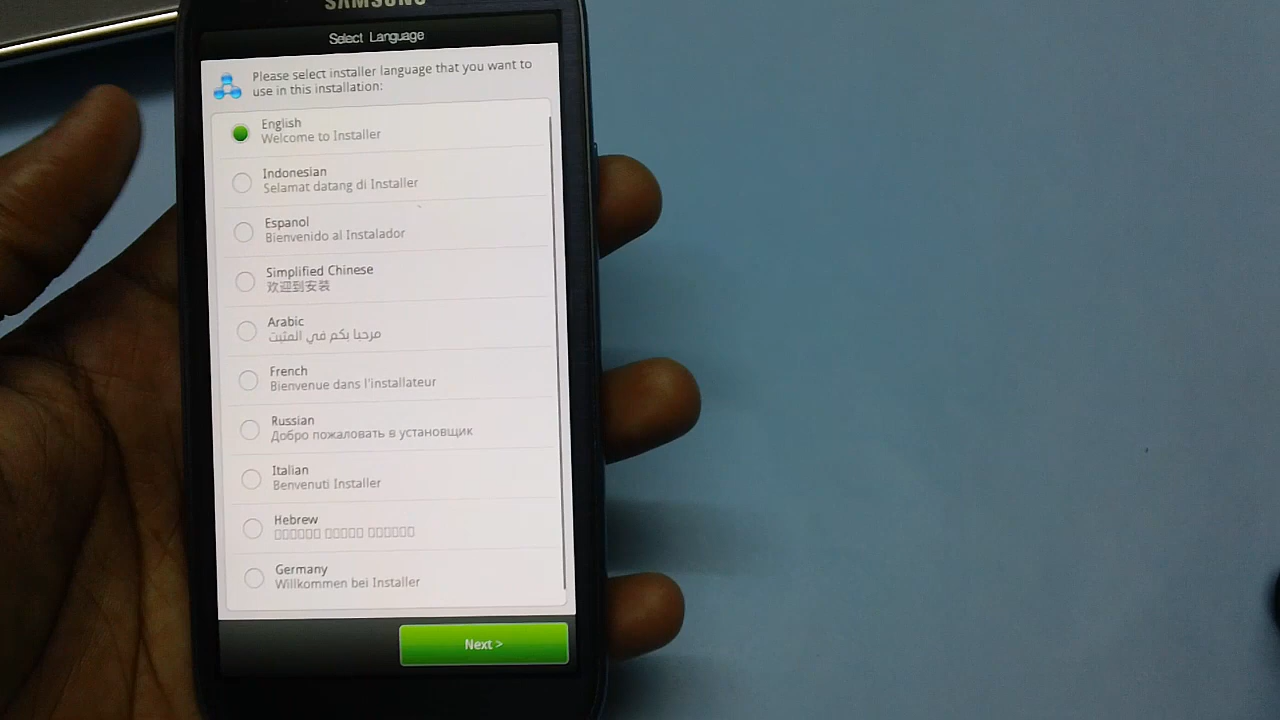 SAMSUNG
Select Language
Please select installer language that you want to
use in this installation:
English
Welcome to Installer
Indonesian
Selamat datang di Installer
Espanol
Bienvenido al Instalador
Simplified Chinese
欢迎到安装
Arabic
مرحبا بكم في المثبت
French
Bienvenue dans l'installateur
Russian
Добро пожаловать в установщик
Italian
Benvenuti Installer
Hebrew
Germany
Willkommen bei Installer
Next >